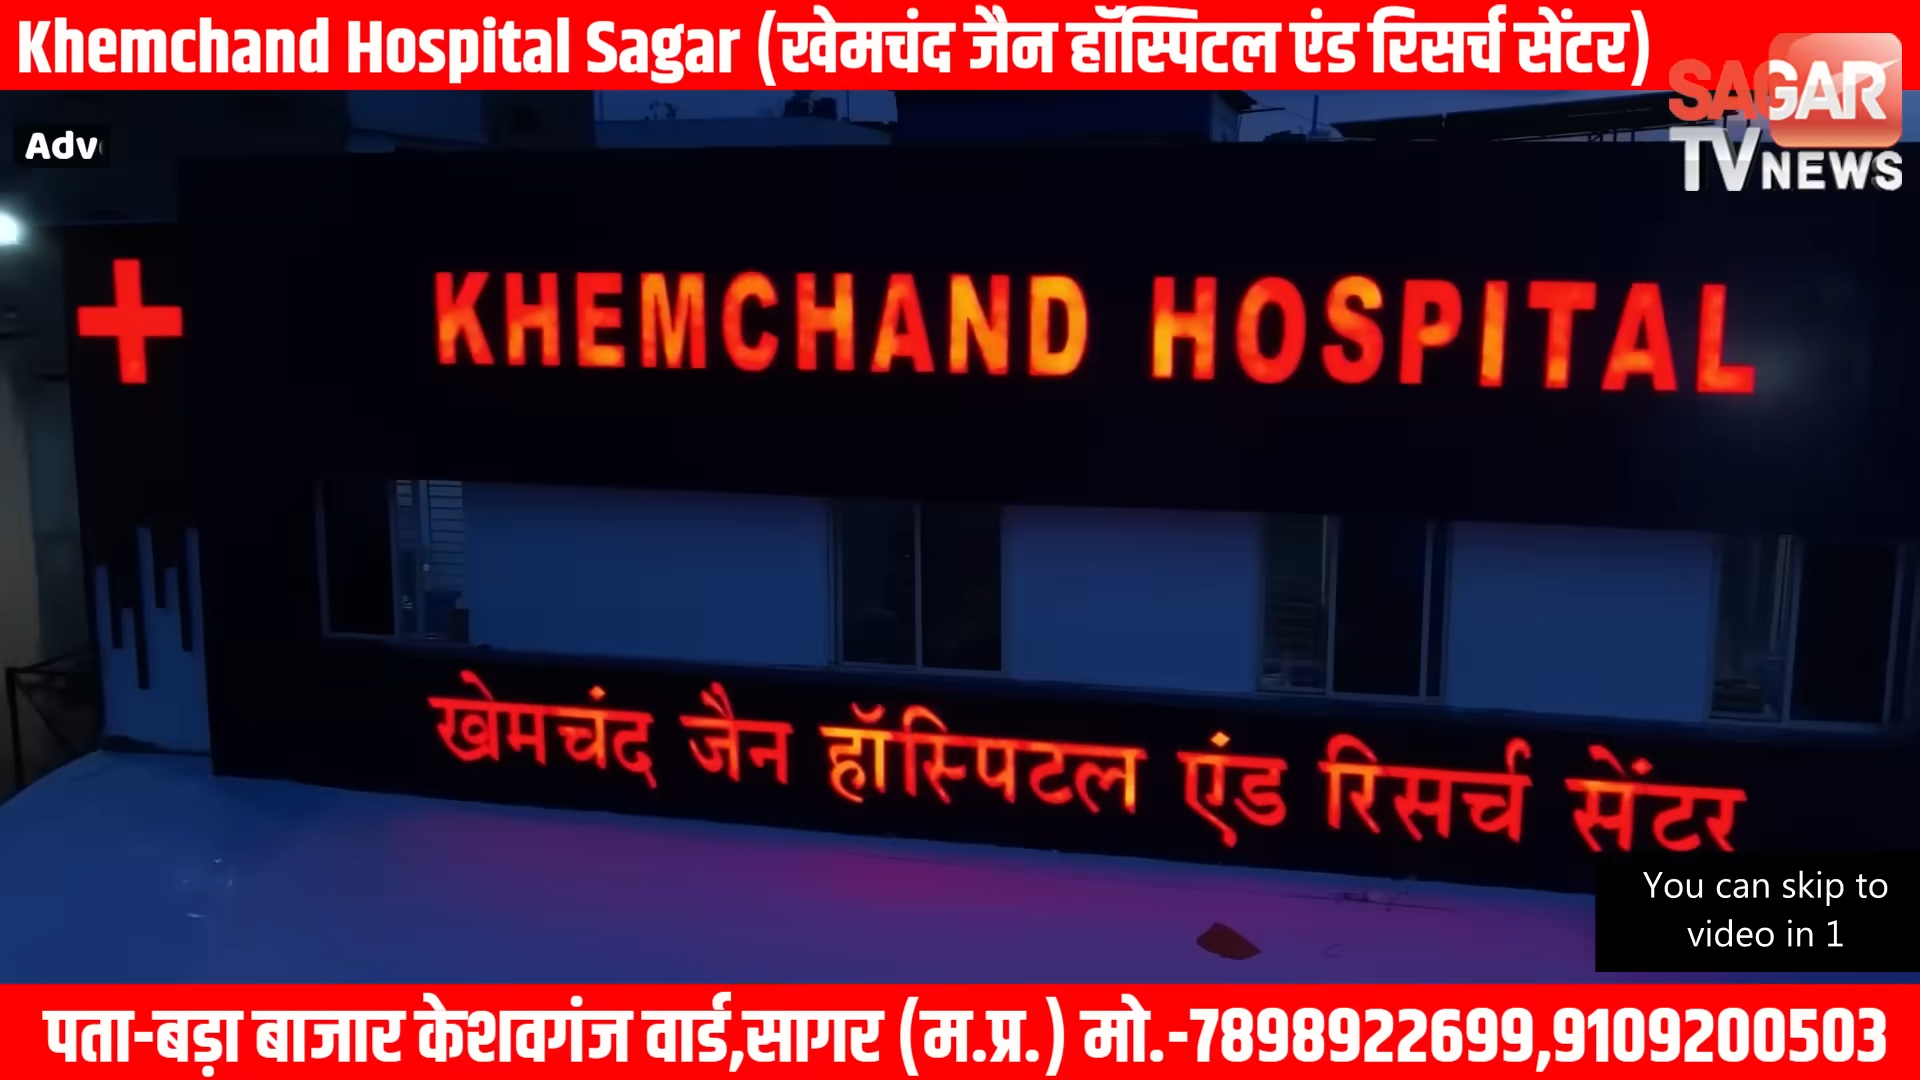 Khemchand Hospital Sagar (खेमचंद जैन हॉस्पिटल एंड रिसर्च सेंटर)
SAGAR
TV NEWS
Adv
KHEMCHAND HOSPITAL
खेमचंद जैन हॉस्पिटल एंड रिसर्च सेंटर
You can skip to
video in 1
पता-बड़ा बाजार केशवगंज वार्ड,सागर (म.प्र.) मो.-7898922699,9109200503